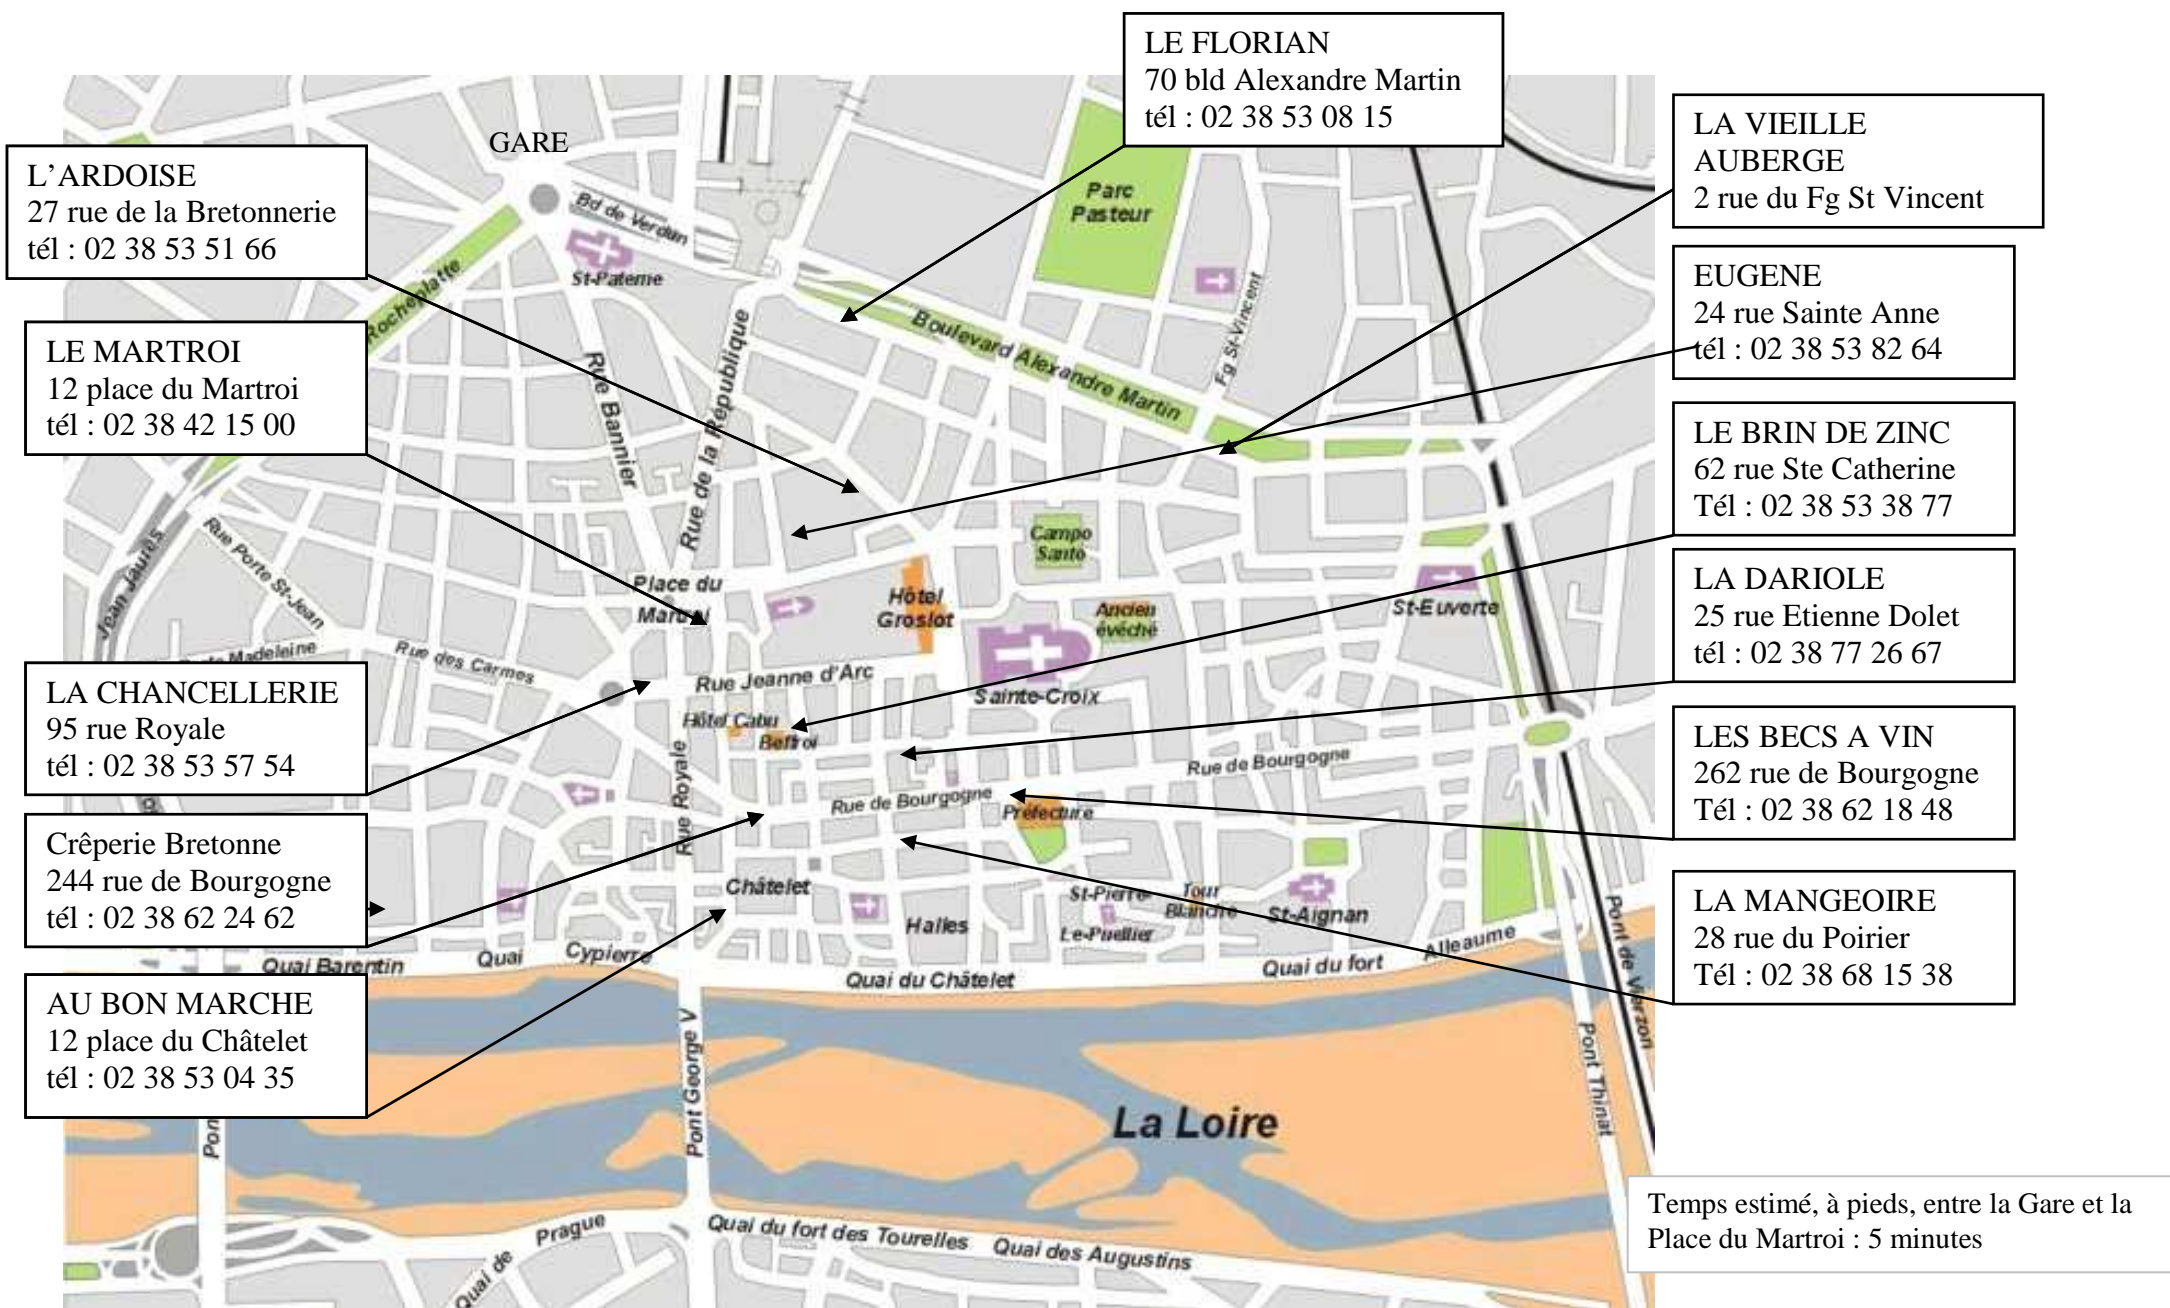 LE FLORIAN
70 bld Alexandre Martin
tél : 02 38 53 08 15
LA VIEILLE
AUBERGE
2 rue du Fg St Vincent
GARE
L'ARDOISE
27 rue de la Bretonnerie
tél : 02 38 53 51 66
EUGENE
24 rue Sainte Anne
tél : 02 38 53 82 64
LE MARTROI
12 place du Martroi
tél : 02 38 42 15 00
LE BRIN DE ZINC
62 rue Ste Catherine
Tél : 02 38 53 38 77
LA DARIOLE
25 rue Etienne Dolet
tél : 02 38 77 26 67
LA CHANCELLERIE
95 rue Royale
tél : 02 38 53 57 54
LES BECS A VIN
262 rue de Bourgogne
Tél : 02 38 62 18 48
Crêperie Bretonne
244 rue de Bourgogne
tél : 02 38 62 24 62
LA MANGEOIRE
28 rue du Poirier
Tél : 02 38 68 15 38
AU BON MARCHE
12 place du Châtelet
tél : 02 38 53 04 35
Temps estimé, à pieds, entre la Gare et la
Place du Martroi : 5 minutes
Parc
Pasteur
Bd de Verdun
St-Paterne
Rocheplatte
Boulevard Alexandre Martin
Fg St-Vincent
Rue Bannier
Rue de la République
Jean Jaurès
Rue Porte St-Jean
Campo
Santo
Place du
Martroi
Hôtel
Groslot
Ancien
évéché
St-Euverte
Madeleine
Rue des Carmes
Rue Jeanne d'Arc
Sainte-Croix
Hôtel Cabu
Beffroi
Rue Royale
Rue de Bourgogne
Rue de Bourgogne
Préfecture
Châtelet
Halles
St-Pierre-
Le-Puellier
Tour
Blanche
St-Aignan
Quai Barentin
Quai
Cypierre
Quai du Châtelet
Quai du fort
Alleaume
Pont de Vierzon
Pont Thinat
Pont George V
Pon
La Loire
Quai de
Prague
Quai du fort des Tourelles
Quai des Augustins